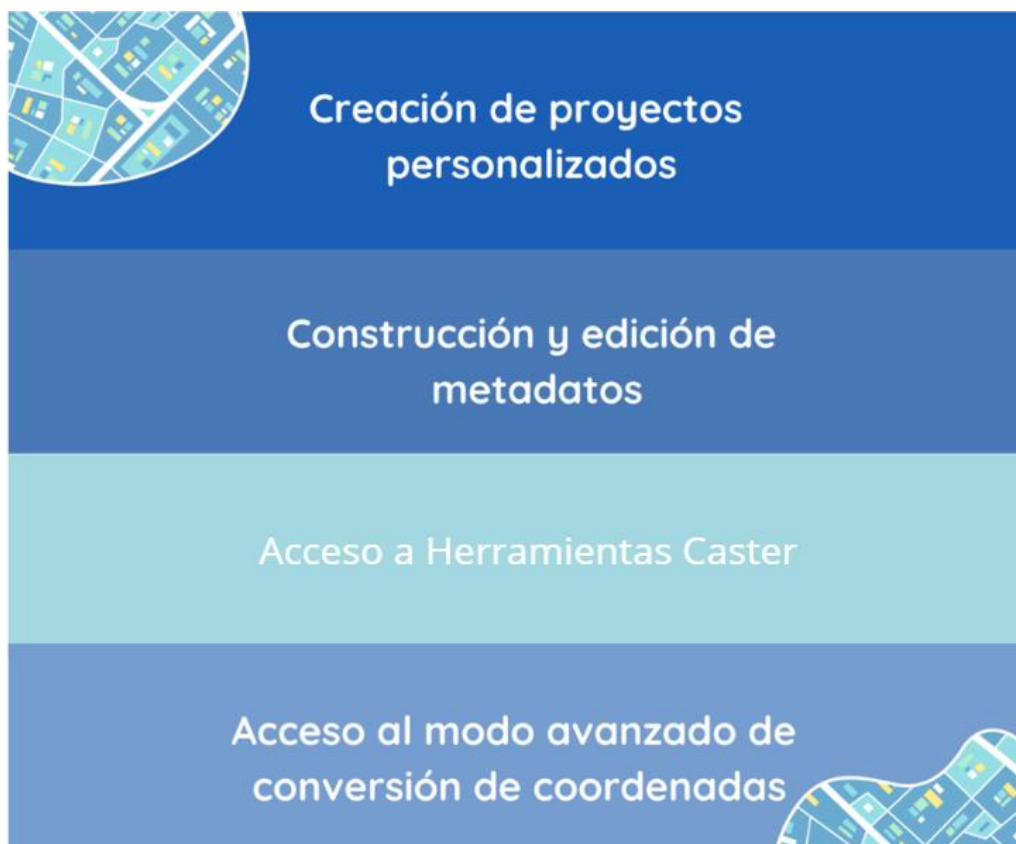 Creación de proyectos
personalizados
Construcción y edición de
metadatos
Acceso a Herramientas Caster
Acceso al modo avanzado de
conversión de coordenadas